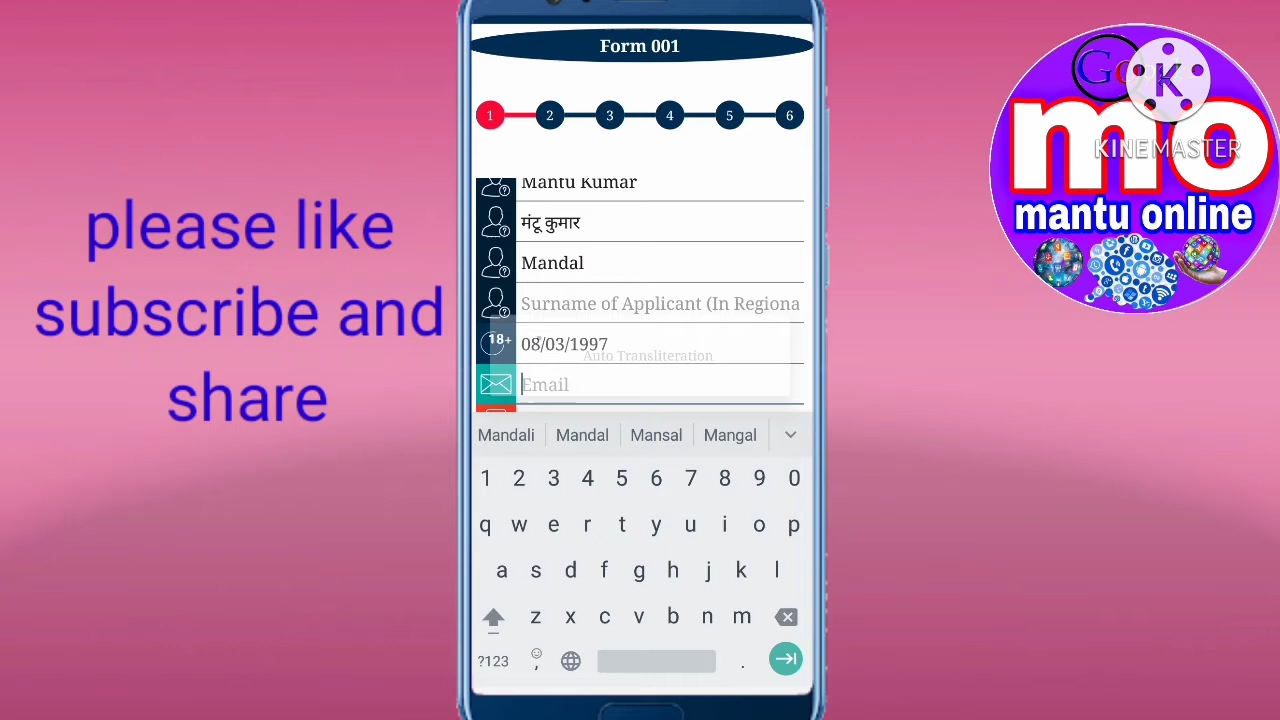 Form 001
1 2 3 4 5 6
Mantu Kumar
मंटू कुमार
Mandal
Surname of Applicant (In Regiona
18+ 08/03/1997
Auto Transliteration
Email
Mandali Mandal Mansal Mangal
1 2 3 4 5 6 7 8 9 0
q w e r t y u i o p
a s d f g h j k l
z x c v b n m
?123 , .
please like
subscribe and
share
K
KINEMASTER
mo
mantu online